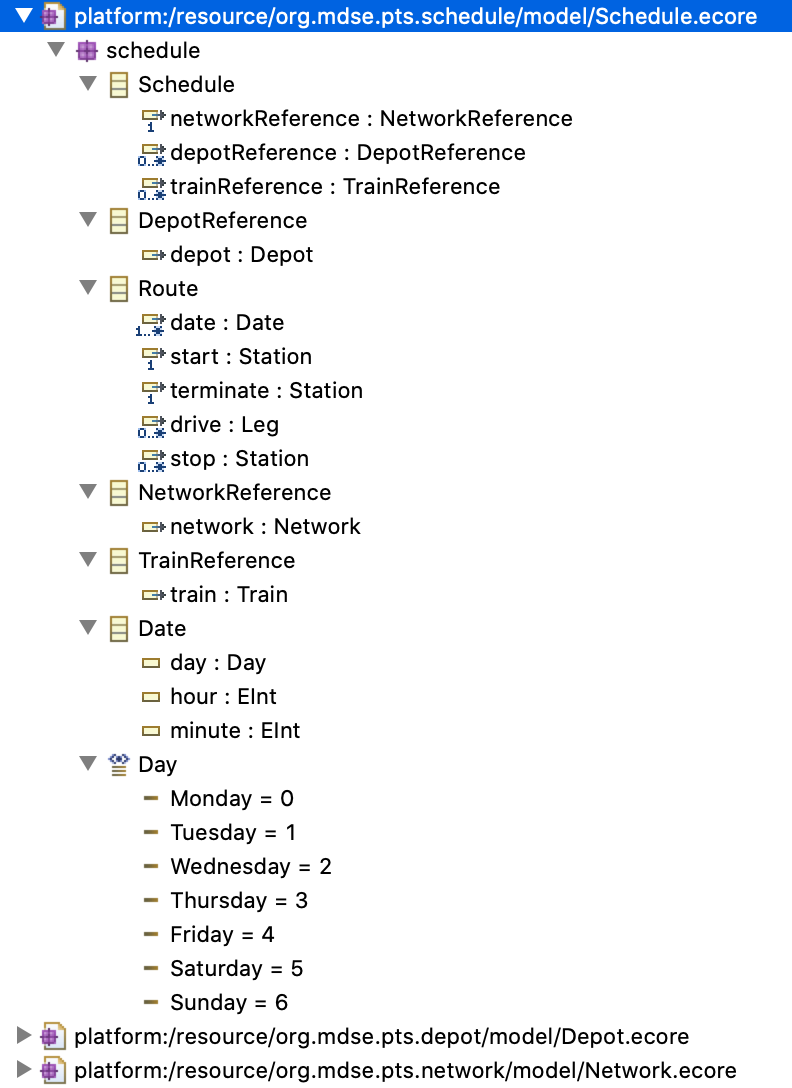 platform:/resource/org.mdse.pts.schedule/model/Schedule.ecore
schedule
Schedule
1 networkReference : NetworkReference
0..* depotReference : DepotReference
0..* trainReference : TrainReference
DepotReference
depot : Depot
Route
1..* date : Date
1 start : Station
1 terminate : Station
0..* drive : Leg
0..* stop : Station
NetworkReference
network : Network
TrainReference
train : Train
Date
day : Day
hour : EInt
minute : EInt
Day
Monday = 0
Tuesday = 1
Wednesday = 2
Thursday = 3
Friday = 4
Saturday = 5
Sunday = 6
platform:/resource/org.mdse.pts.depot/model/Depot.ecore
platform:/resource/org.mdse.pts.network/model/Network.ecore